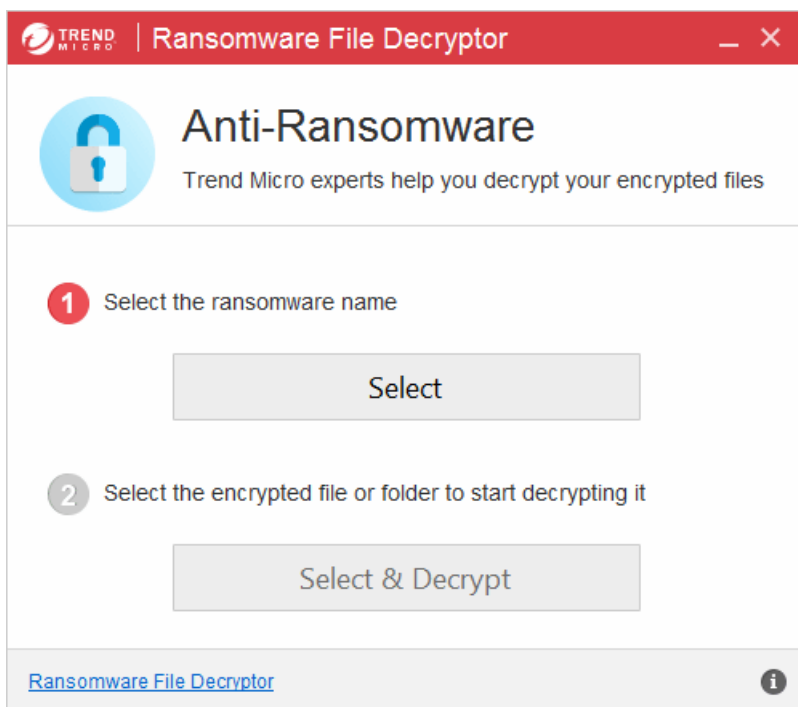 TREND MICRO | Ransomware File Decryptor
Anti-Ransomware
Trend Micro experts help you decrypt your encrypted files
1 Select the ransomware name
Select
2 Select the encrypted file or folder to start decrypting it
Select & Decrypt
Ransomware File Decryptor i